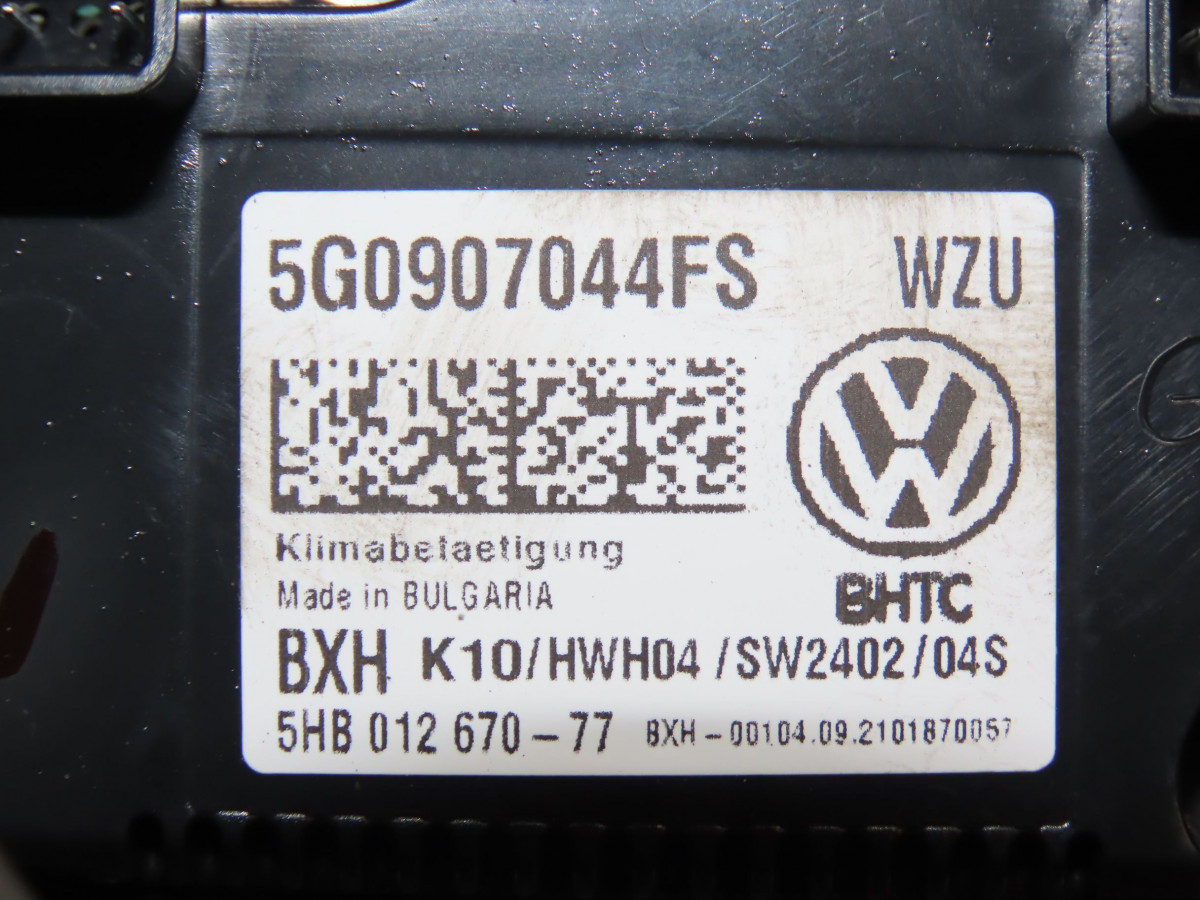 5G0907044FS WZU
Klimabetaetigung
Made in BULGARIA
BHTC
BXH K10/HWH04 /SW2402/04S
5HB 012 670-77 BXH-00104.09.2101870057